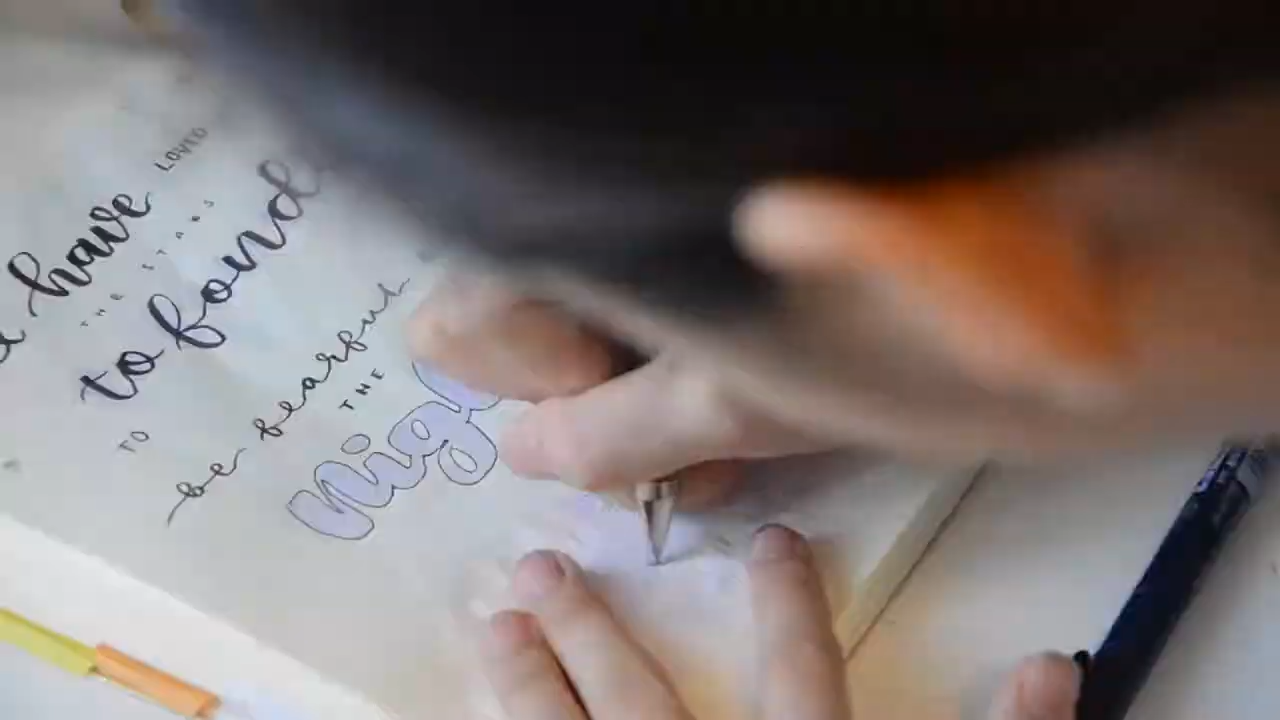 have LOVED
THE STARS
to fond
TO
be fearful
THE
Nig